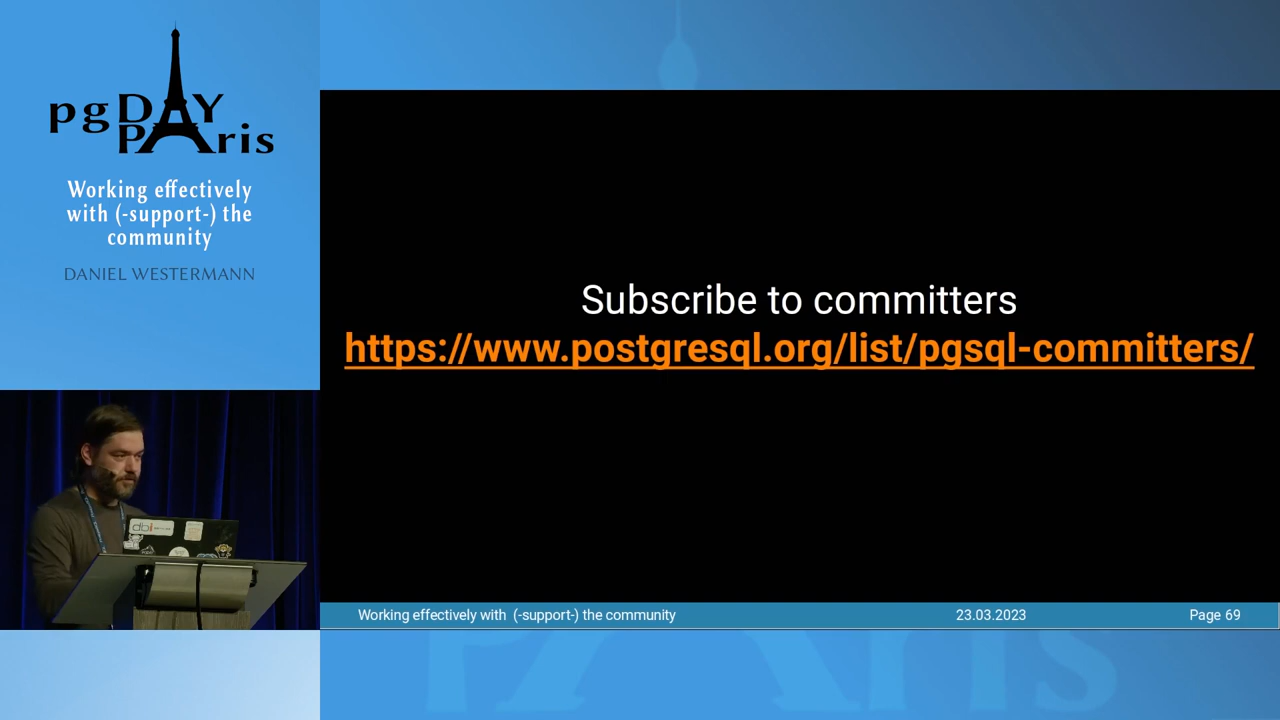 pgDAY
PAris
Working effectively
with (-support-) the
community
DANIEL WESTERMANN
Subscribe to committers
https://www.postgresql.org/list/pgsql-committers/
dbi
Working effectively with (-support-) the community
23.03.2023
Page 69